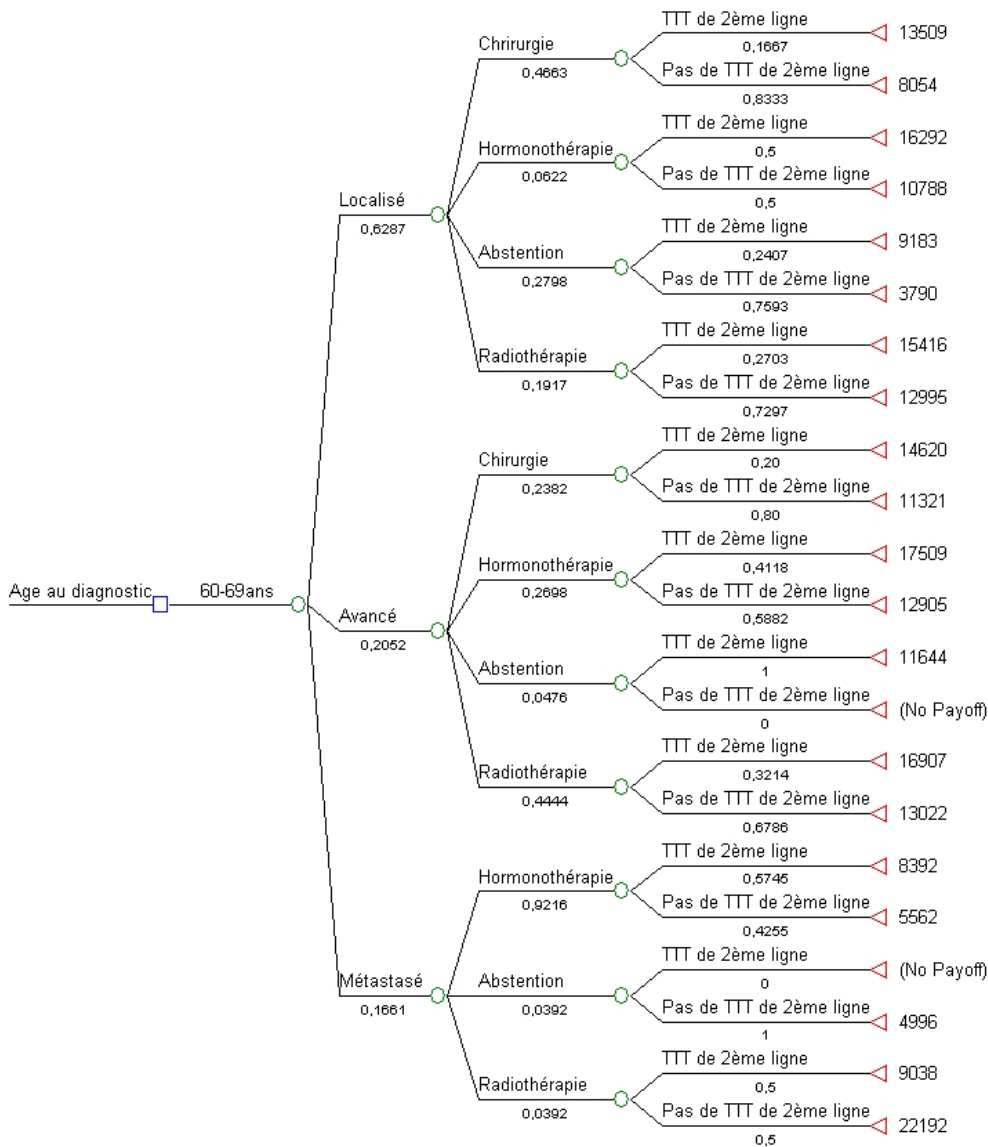 TTT de 2ème ligne
13509
0,1667
Chrirurgie
0,4663
Pas de TTT de 2ème ligne
8054
0,8333
TTT de 2ème ligne
16292
0,5
Hormonothérapie
0,0622
Pas de TTT de 2ème ligne
10788
0,5
Localisé
0,6287
TTT de 2ème ligne
9183
0,2407
Abstention
0,2798
Pas de TTT de 2ème ligne
3790
0,7593
TTT de 2ème ligne
15416
0,2703
Radiothérapie
0,1917
Pas de TTT de 2ème ligne
12995
0,7297
TTT de 2ème ligne
14620
0,20
Chirurgie
0,2382
Pas de TTT de 2ème ligne
11321
0,80
TTT de 2ème ligne
17509
0,4118
Hormonothérapie
0,2698
Pas de TTT de 2ème ligne
12905
0,5882
Age au diagnostic
60-69ans
Avancé
0,2052
TTT de 2ème ligne
11644
1
Abstention
0,0476
Pas de TTT de 2ème ligne
(No Payoff)
0
TTT de 2ème ligne
16907
0,3214
Radiothérapie
0,4444
Pas de TTT de 2ème ligne
13022
0,6786
TTT de 2ème ligne
8392
0,5745
Hormonothérapie
0,9216
Pas de TTT de 2ème ligne
5562
0,4255
Métastasé
0,1661
TTT de 2ème ligne
(No Payoff)
0
Abstention
0,0392
Pas de TTT de 2ème ligne
4996
1
TTT de 2ème ligne
9038
0,5
Radiothérapie
0,0392
Pas de TTT de 2ème ligne
22192
0,5